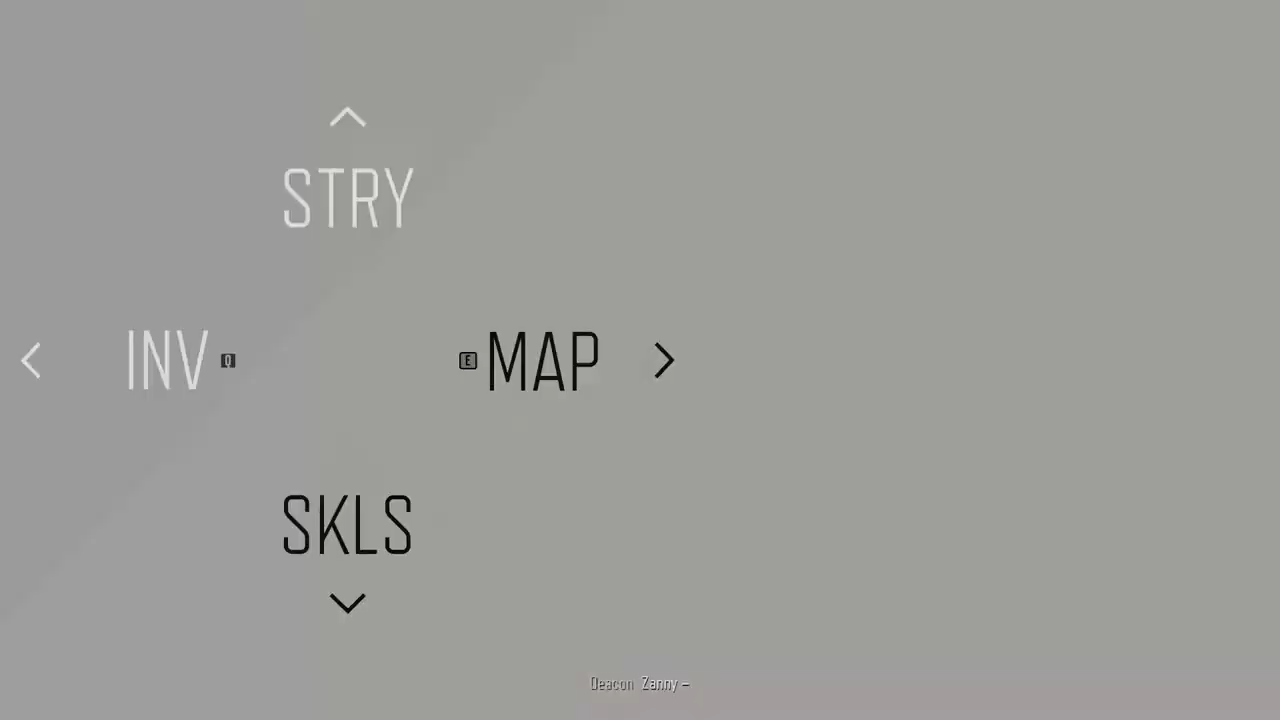 STRY
INV Q
E MAP
SKLS
Deacon Zanny –